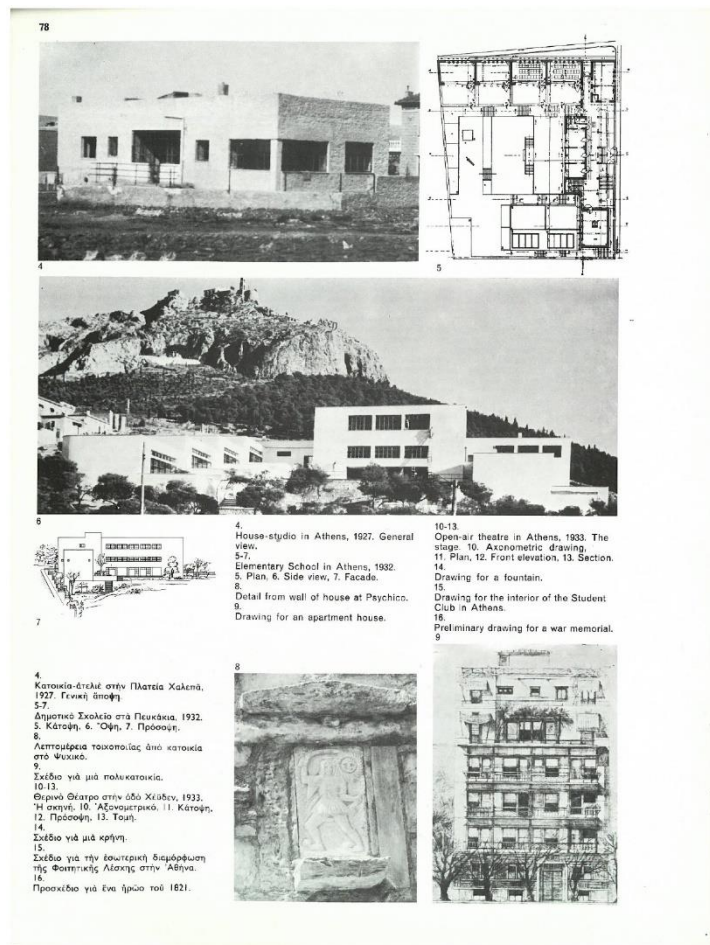 78
4
5
6
7
4.
House-studio in Athens, 1927. General
view.
5-7.
Elementary School in Athens, 1932.
5. Plan, 6. Side view, 7. Facade.
8.
Detail from wall of house at Psychico.
9.
Drawing for an apartment house.
10-13.
Open-air theatre in Athens, 1933. The
stage. 10. Axonometric drawing,
11. Plan, 12. Front elevation, 13. Section.
14.
Drawing for a fountain.
15.
Drawing for the interior of the Student
Club in Athens.
16.
Preliminary drawing for a war memorial.
9
4.
Κατοικία-ἀτελιὲ στὴν Πλατεία Χαλεπᾶ,
1927. Γενικὴ ἄποψη.
5-7.
Δημοτικὸ Σχολεῖο στὰ Πευκάκια, 1932.
5. Κάτοψη, 6. Ὄψη, 7. Πρόσοψη.
8.
Λεπτομέρεια τοιχοποιΐας ἀπὸ κατοικία
στὸ Ψυχικό.
9.
Σχέδιο γιὰ μιὰ πολυκατοικία.
10-13.
Θερινὸ Θέατρο στὴν ὁδὸ Χέϋδεν, 1933.
Ἡ σκηνή. 10. Ἀξονομετρικό, 11. Κάτοψη,
12. Πρόσοψη, 13. Τομή.
14.
Σχέδιο γιὰ μιὰ κρήνη.
15.
Σχέδιο γιὰ τὴν ἐσωτερικὴ διαμόρφωση
τῆς Φοιτητικῆς Λέσχης στὴν Ἀθήνα.
16.
Προσχέδιο γιὰ ἕνα ἡρῶο τοῦ 1821.
8